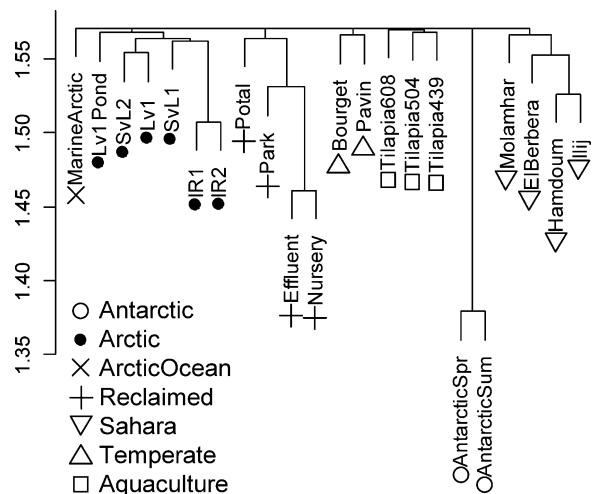 1.55
1.50
1.45
1.40
1.35
MarineArctic
Lv1 Pond
SvL2
Lv1
SvL1
IR1
IR2
Potal
Park
Effluent
Nursery
Bourget
Pavin
Tilapia608
Tilapia504
Tilapia439
AntarcticSpr
AntarcticSum
Molamhar
ElBerbera
Hamdoum
Ilij
Antarctic
Arctic
ArcticOcean
Reclaimed
Sahara
Temperate
Aquaculture